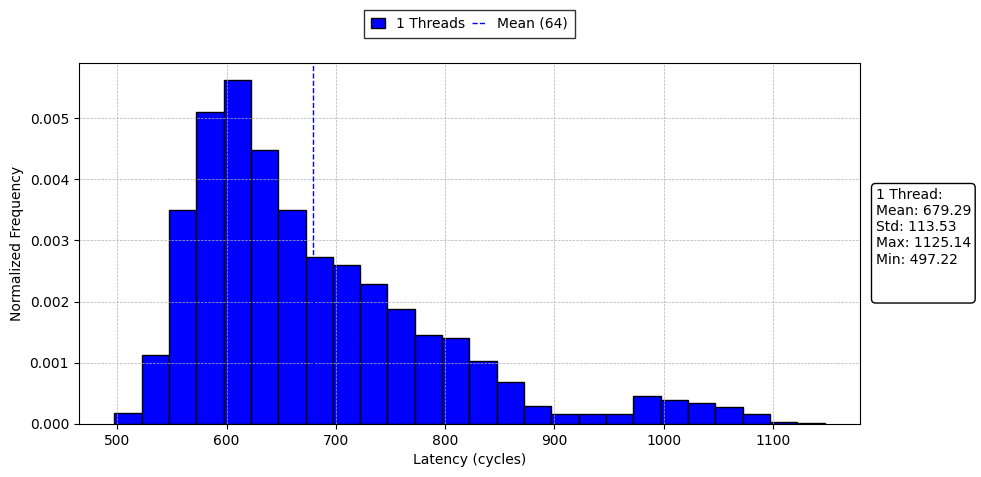 1 Threads Mean (64)
0.005
0.004
0.003
0.002
0.001
0.000
Normalized Frequency
500 600 700 800 900 1000 1100
Latency (cycles)
1 Thread:
Mean: 679.29
Std: 113.53
Max: 1125.14
Min: 497.22